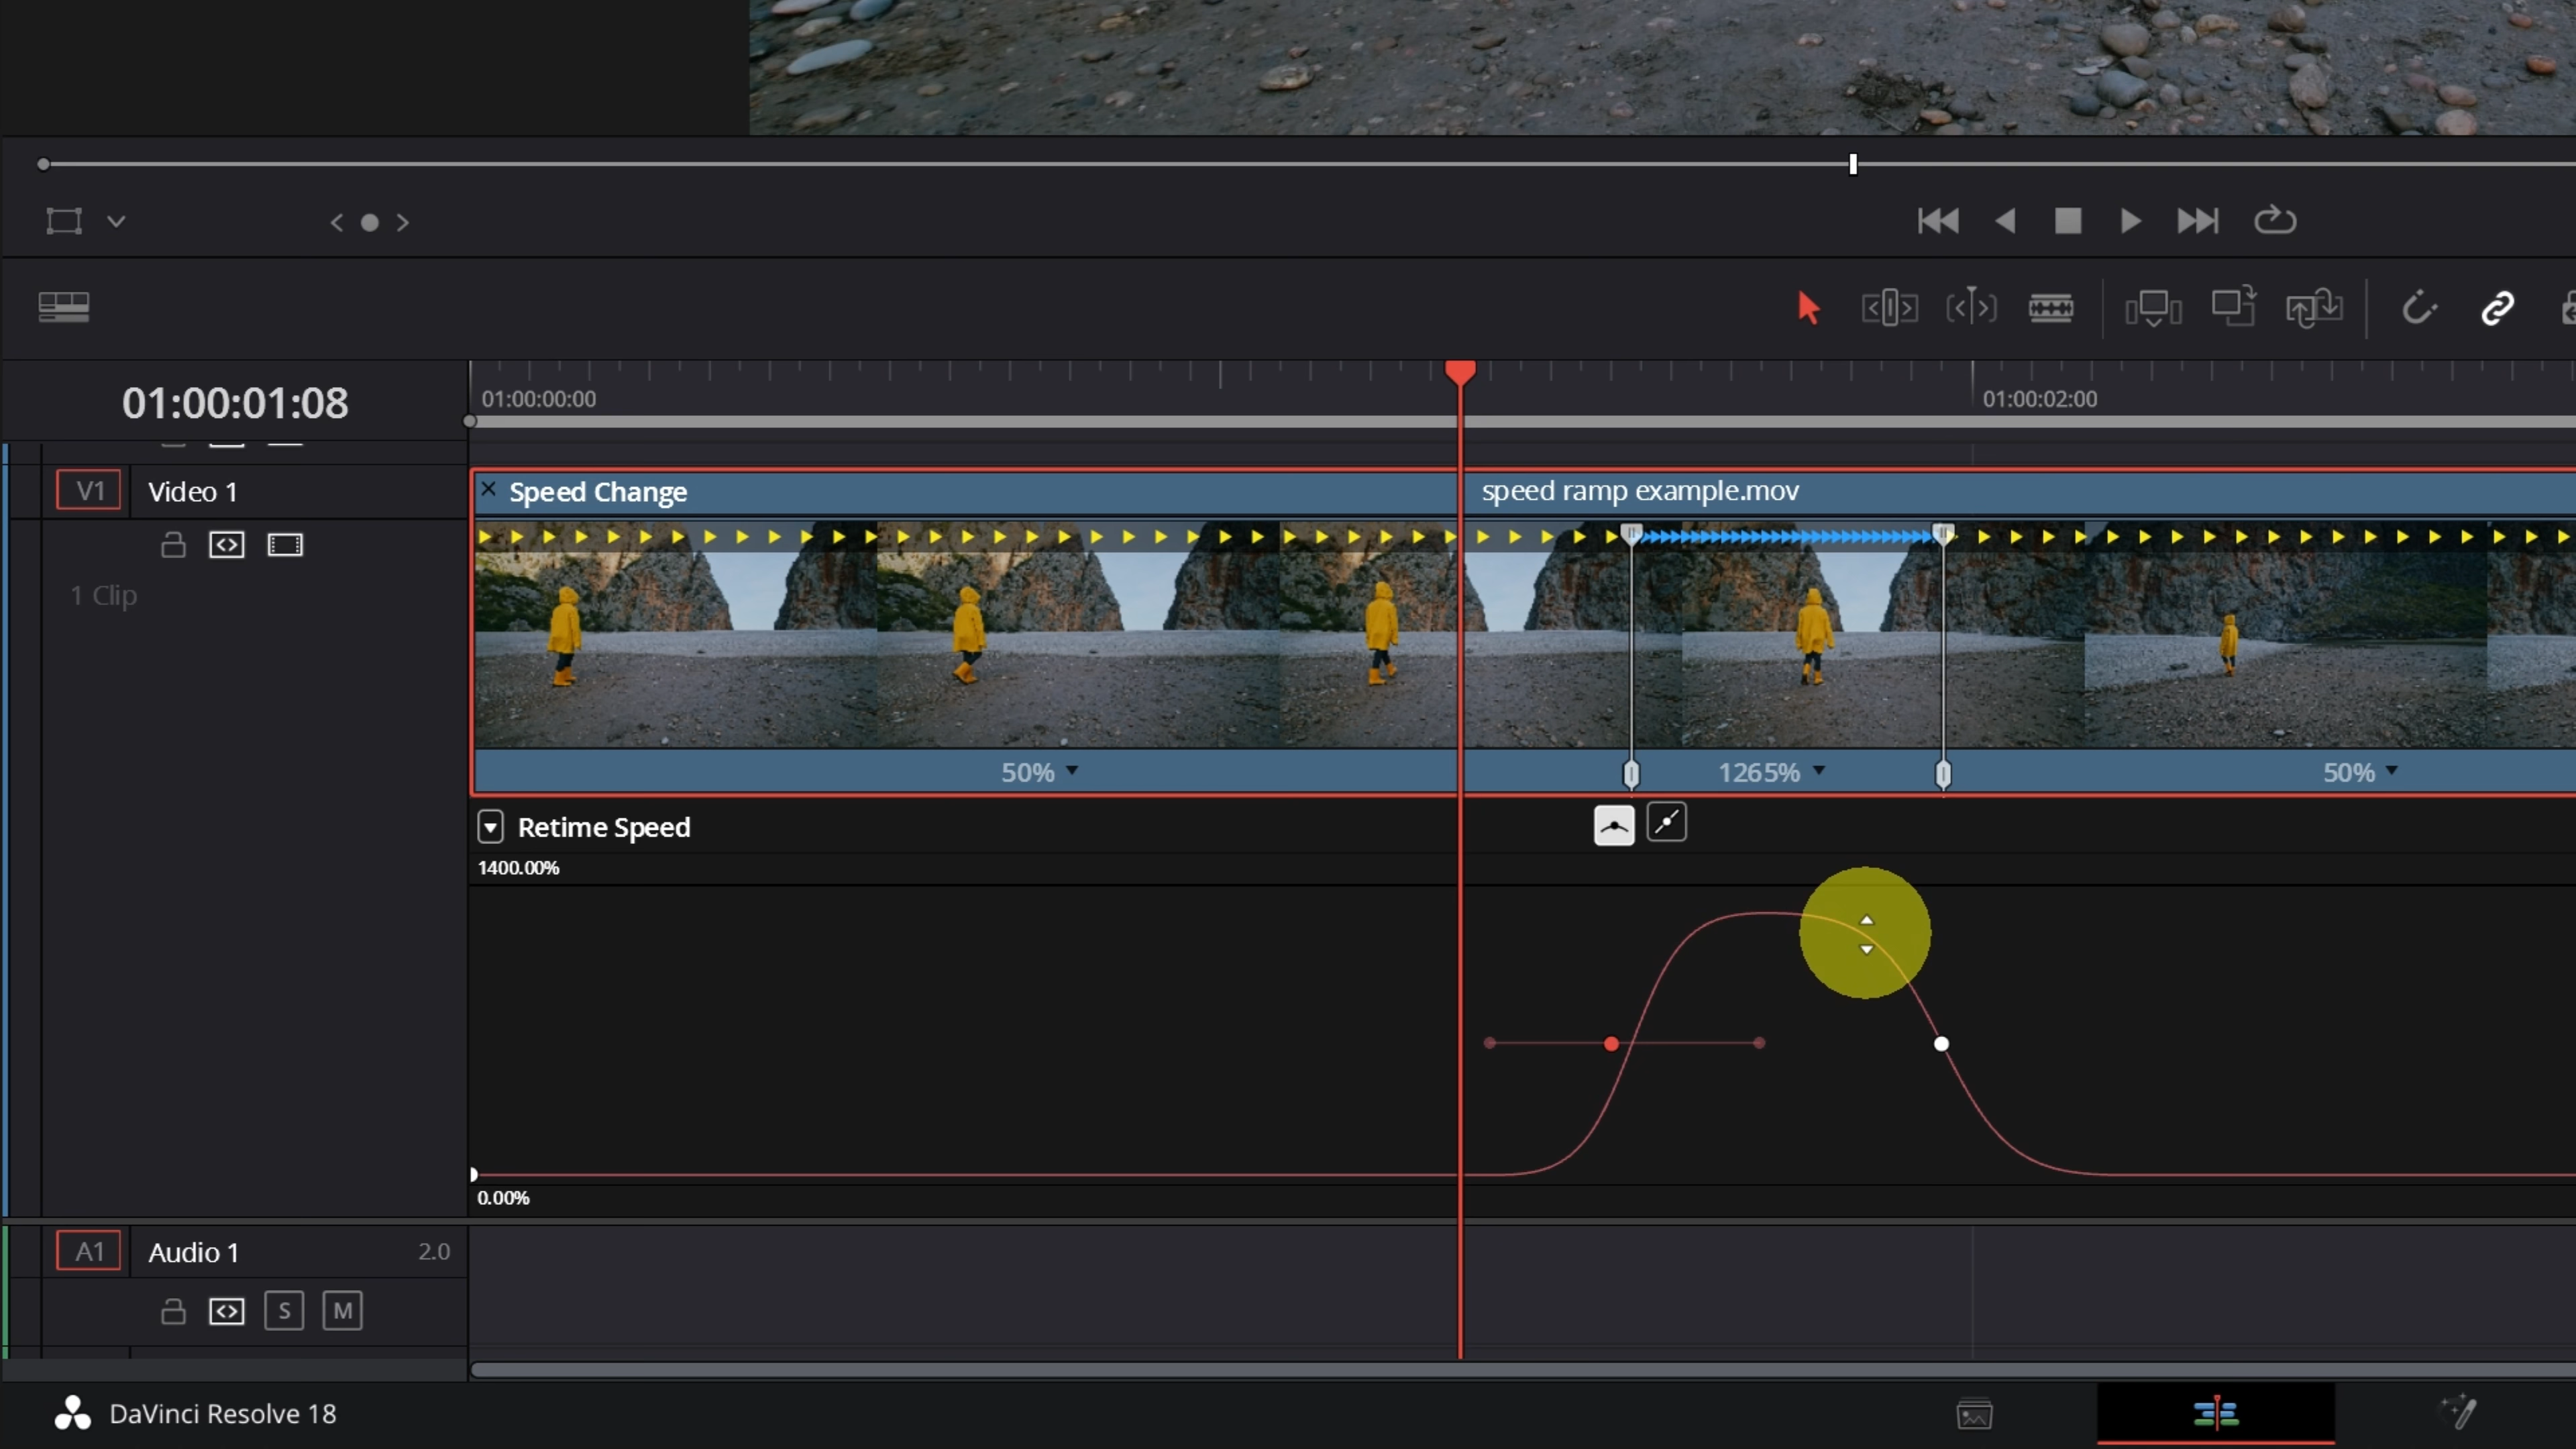 01:00:01:08
01:00:00:00
01:00:02:00
V1 Video 1
1 Clip
Speed Change
speed ramp example.mov
50%
1265%
50%
Retime Speed
1400.00%
0.00%
A1 Audio 1 2.0
S M
DaVinci Resolve 18